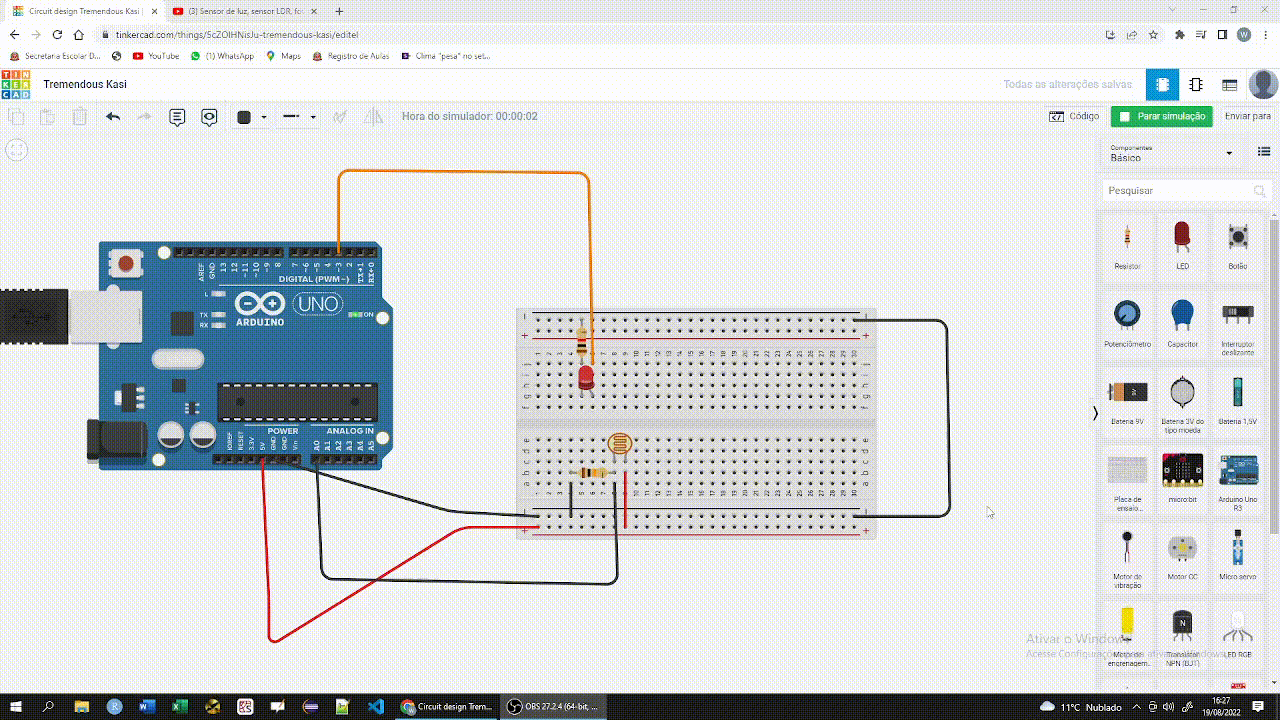 Circuit design Tremendous Kasi |
(3) Sensor de luz, sensor LDR, fo
tinkercad.com/things/5cZOIHNisJu-tremendous-kasi/editel
W
Secretaria Escolar D...
YouTube
(1) WhatsApp
Maps
Registro de Aulas
Clima "pesa" no set...
TIN
KER
CAD
Tremendous Kasi
Todas as alterações salvas
Hora do simulador: 00:00:02
Código
Parar simulação
Enviar para
Componentes
Básico
Pesquisar
Resistor
LED
Botão
Potenciômetro
Capacitor
Interruptor
deslizante
Bateria 9V
Bateria 3V do
tipo moeda
Bateria 1,5V
Placa de
ensaio...
micro:bit
Arduino Uno
R3
Motor de
vibração
Motor CC
Micro servo
Motor de
engrenagem...
Transistor
NPN (BJT)
LED RGB
AREF
GND
13
12
~11
~10
~9
8
7
~6
~5
4
~3
2
TX→1
RX←0
DIGITAL (PWM~)
L
TX
RX
ARDUINO
UNO
ON
POWER
ANALOG IN
IOREF
RESET
3.3V
5V
GND
GND
Vin
A0
A1
A2
A3
A4
A5
Ativar o Windows
11°C Nublado
Circuit design Trem...
OBS 27.2.4 (64-bit, ...
16:27
19/08/2022